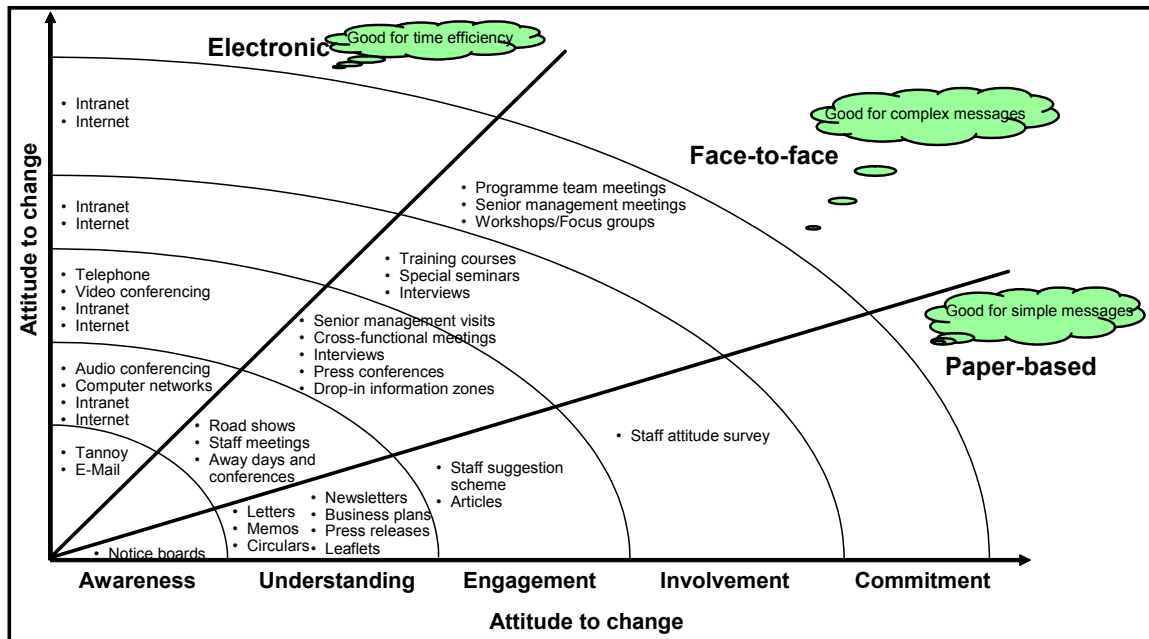 Electronic
Good for time efficiency
Good for complex messages
Face-to-face
Good for simple messages
Paper-based
Attitude to change
• Intranet
• Internet
• Intranet
• Internet
• Telephone
• Video conferencing
• Intranet
• Internet
• Audio conferencing
• Computer networks
• Intranet
• Internet
• Tannoy
• E-Mail
• Programme team meetings
• Senior management meetings
• Workshops/Focus groups
• Training courses
• Special seminars
• Interviews
• Senior management visits
• Cross-functional meetings
• Interviews
• Press conferences
• Drop-in information zones
• Road shows
• Staff meetings
• Away days and
conferences
• Staff attitude survey
• Staff suggestion
scheme
• Articles
• Newsletters
• Business plans
• Press releases
• Leaflets
• Letters
• Memos
• Circulars
• Notice boards
Awareness
Understanding
Engagement
Involvement
Commitment
Attitude to change